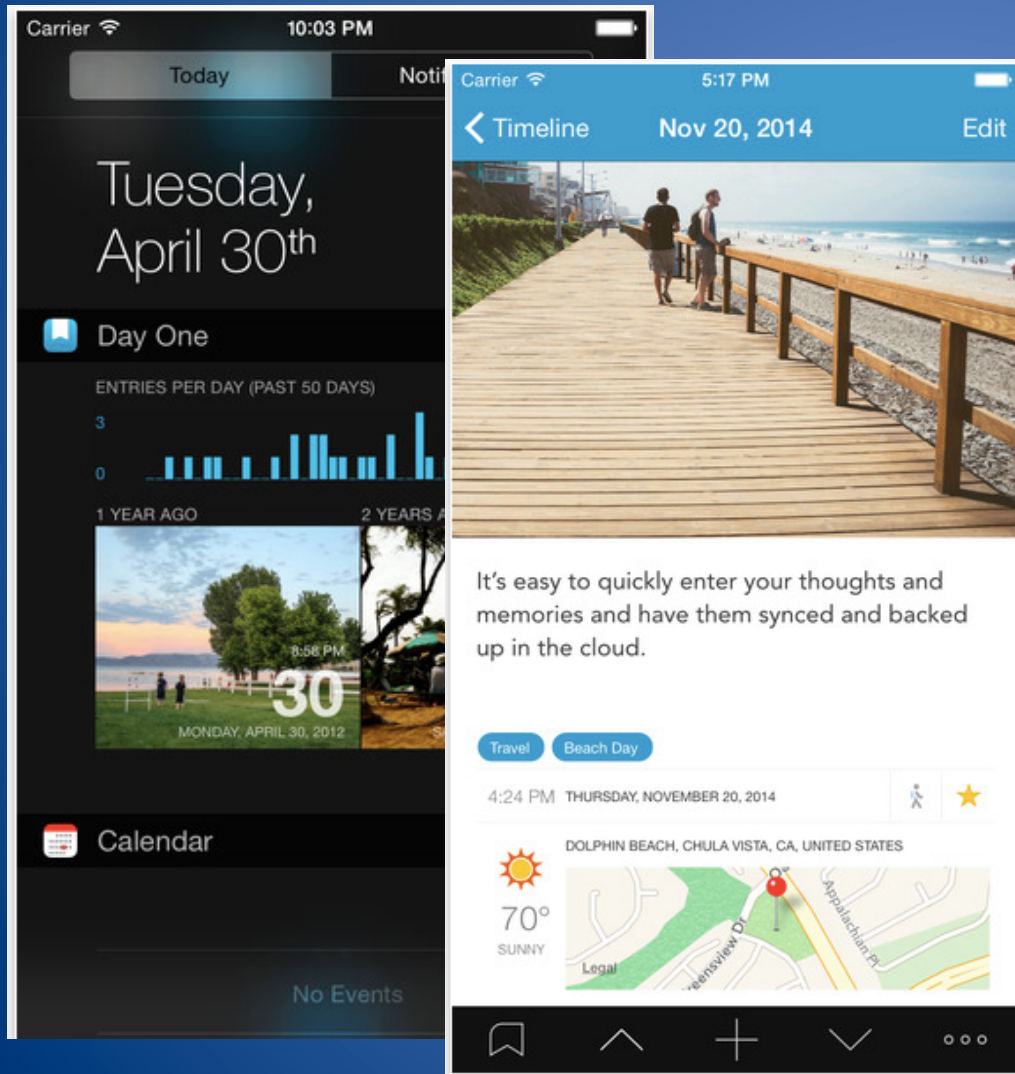 Carrier
10:03 PM
Today
Notif
Tuesday,
April 30th
Day One
ENTRIES PER DAY (PAST 50 DAYS)
3
0
1 YEAR AGO
2 YEARS A
8:58 PM
30
MONDAY, APRIL 30, 2012
S
Calendar
No Events
Carrier
5:17 PM
Timeline
Nov 20, 2014
Edit
It's easy to quickly enter your thoughts and
memories and have them synced and backed
up in the cloud.
Travel
Beach Day
4:24 PM THURSDAY, NOVEMBER 20, 2014
DOLPHIN BEACH, CHULA VISTA, CA, UNITED STATES
70°
SUNNY
Legal
eensview Dr
Appalachian Pl